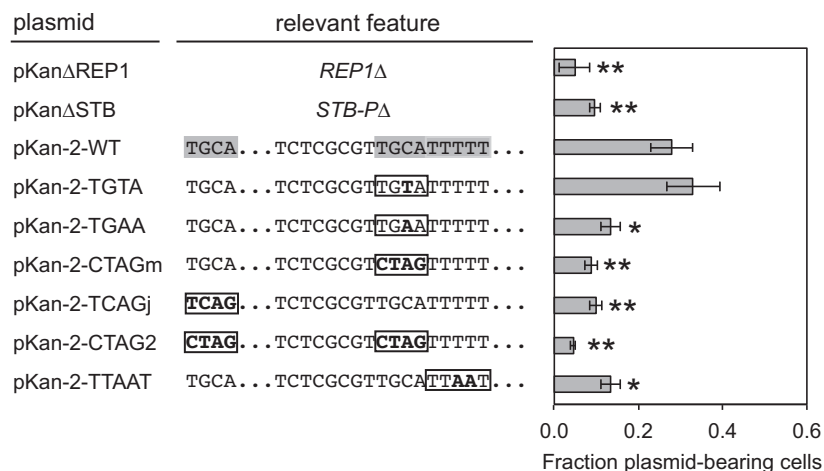 plasmid relevant feature
pKanΔREP1 REP1Δ **
pKanΔSTB STB-PΔ **
pKan-2-WT TGCA...TCTCGCGTTGCATTTTT...
pKan-2-TGTA TGCA...TCTCGCGTTGTATTTTT...
pKan-2-TGAA TGCA...TCTCGCGTTGAATTTTT... *
pKan-2-CTAGm TGCA...TCTCGCGTCTAGTTTTT... **
pKan-2-TCAGj TCAG...TCTCGCGTTGCATTTTT... **
pKan-2-CTAG2 CTAG...TCTCGCGTCTAGTTTTT... **
pKan-2-TTAAT TGCA...TCTCGCGTTGCATTAAT... *
0.0 0.2 0.4 0.6
Fraction plasmid-bearing cells